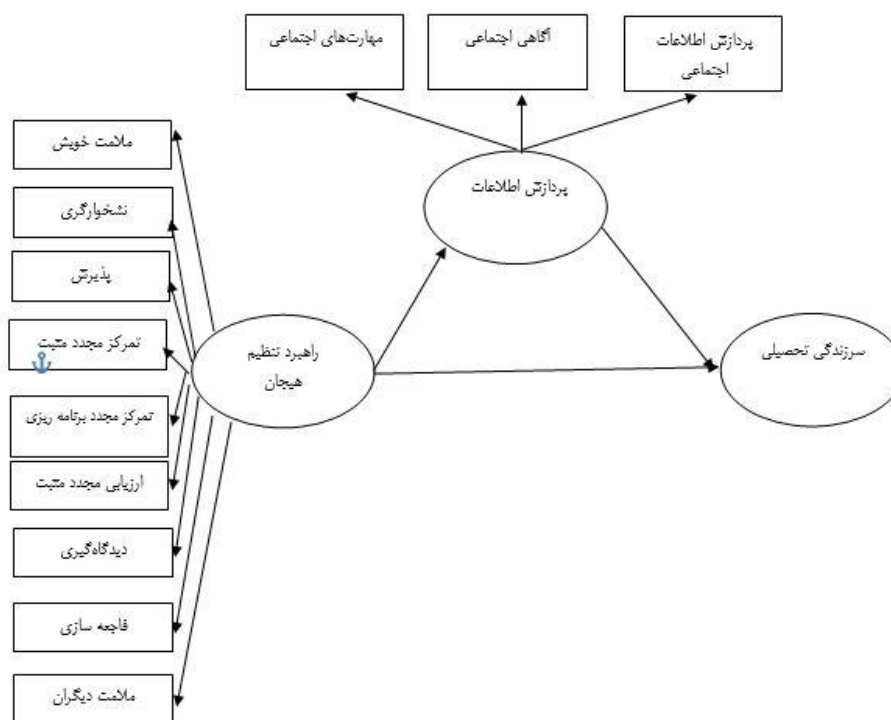 مهارت‌های اجتماعی
آگاهی اجتماعی
پردازش اطلاعات
اجتماعی
ملامت خویش
نشخوارگری
پذیرش
تمرکز مجدد مثبت
تمرکز مجدد برنامه ریزی
ارزیابی مجدد مثبت
دیدگاه‌گیری
فاجعه سازی
ملامت دیگران
پردازش اطلاعات
راهبرد تنظیم
هیجان
سرزندگی تحصیلی